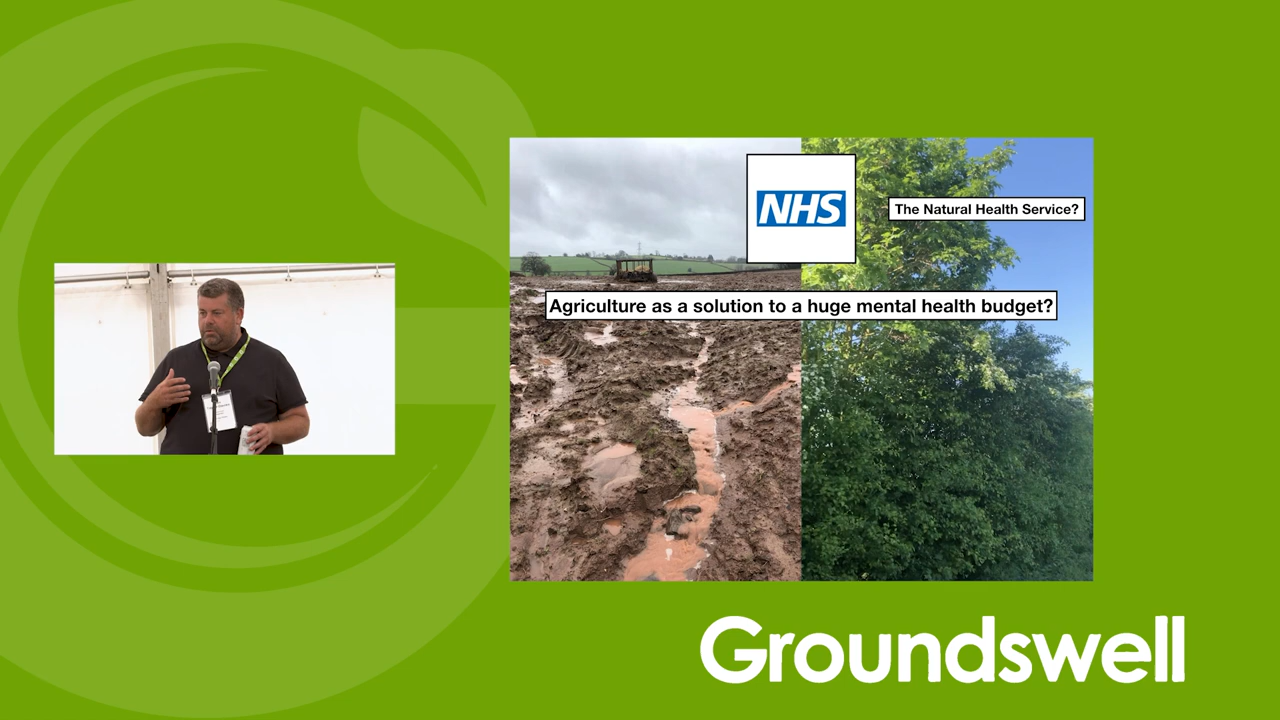 NHS
The Natural Health Service?
Agriculture as a solution to a huge mental health budget?
Groundswell